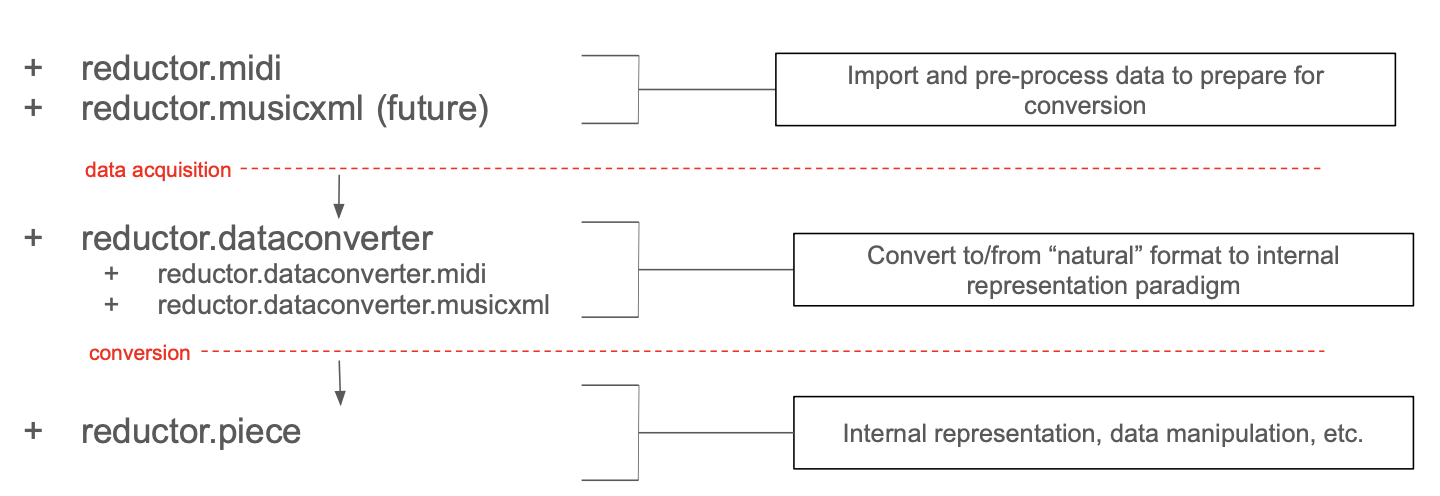 + reductor.midi
+ reductor.musicxml (future)
Import and pre-process data to prepare for
conversion
data acquisition
+ reductor.dataconverter
+ reductor.dataconverter.midi
+ reductor.dataconverter.musicxml
Convert to/from “natural” format to internal
representation paradigm
conversion
+ reductor.piece
Internal representation, data manipulation, etc.